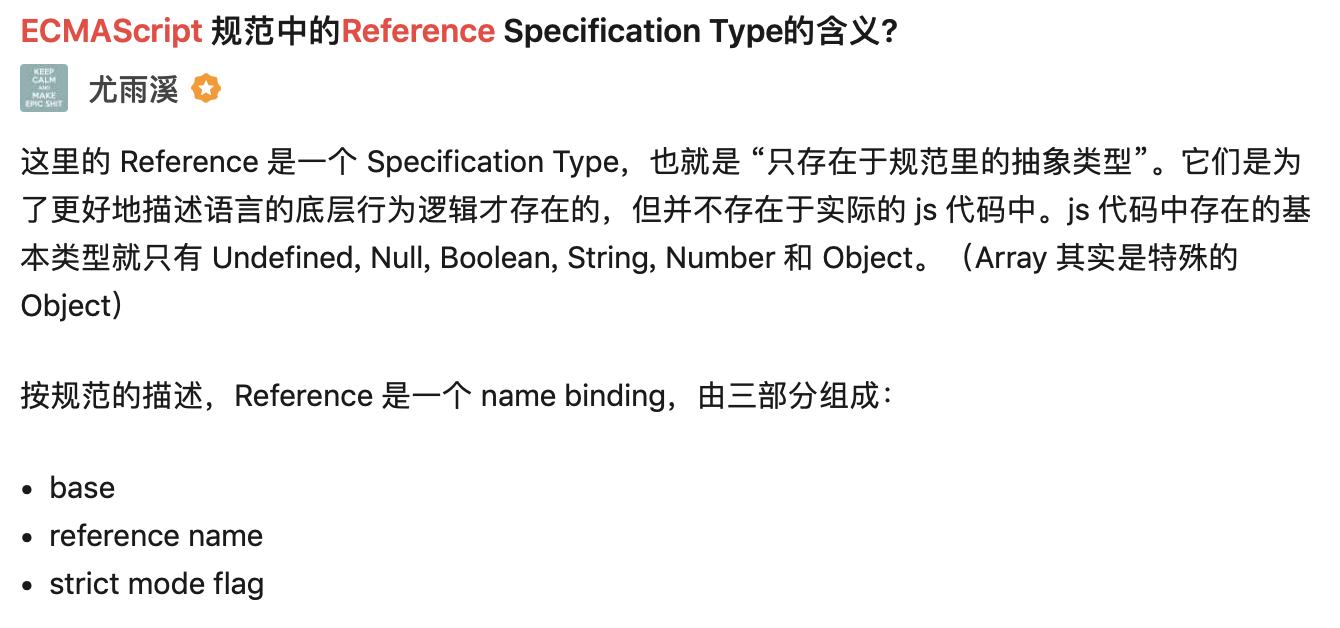 ECMAScript 规范中的Reference Specification Type的含义?
KEEP
CALM
AND
MAKE
EPIC SHIT
尤雨溪
这里的 Reference 是一个 Specification Type，也就是 “只存在于规范里的抽象类型”。它们是为
了更好地描述语言的底层行为逻辑才存在的，但并不存在于实际的 js 代码中。js 代码中存在的基
本类型就只有 Undefined, Null, Boolean, String, Number 和 Object。（Array 其实是特殊的
Object）
按规范的描述，Reference 是一个 name binding，由三部分组成：
• base
• reference name
• strict mode flag